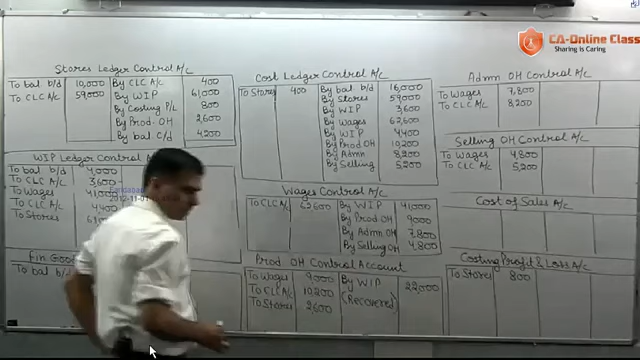 CA-Online Class
Sharing is Caring
Stores Ledger Control A/c
To bal b/d 10,000 By CLC A/c 400
To CLC A/c 59,000 By WIP 61,000
By Costing P/L 800
By Prod. OH 2,600
By bal C/d 4,200
Cost Ledger Control A/c
To Stores 400 By bal b/d 16,000
By Stores 59,000
By WIP 3,600
By Wages 62,600
By WIP 4,400
By Prod OH 10,200
By Admn 8,200
By Selling 5,200
Admn OH Control A/c
To Wages 7,800
To CLC A/c 8,200
Selling OH Control A/c
To Wages 4,800
To CLC A/c 5,200
WIP Ledger Control A/c
To bal b/d 4,000
To CLC A/c 3,600
To Wages 41,000
To CLC A/c 4,400
To Stores
Faridabad
2012-11-01
Wages Control A/c
To CLC A/c 62,600 By WIP 41,000
By Prod OH 9,000
By Admn OH 7,800
By Selling OH 4,800
Cost of Sales A/c
Fin Good
To bal b/d
Prod OH Control Account
To Wages 9,000 By WIP 22,000
To CLC A/c 10,200 (Recovered)
To Stores 2,600
Costing Profit & Loss A/c
To Stores 800